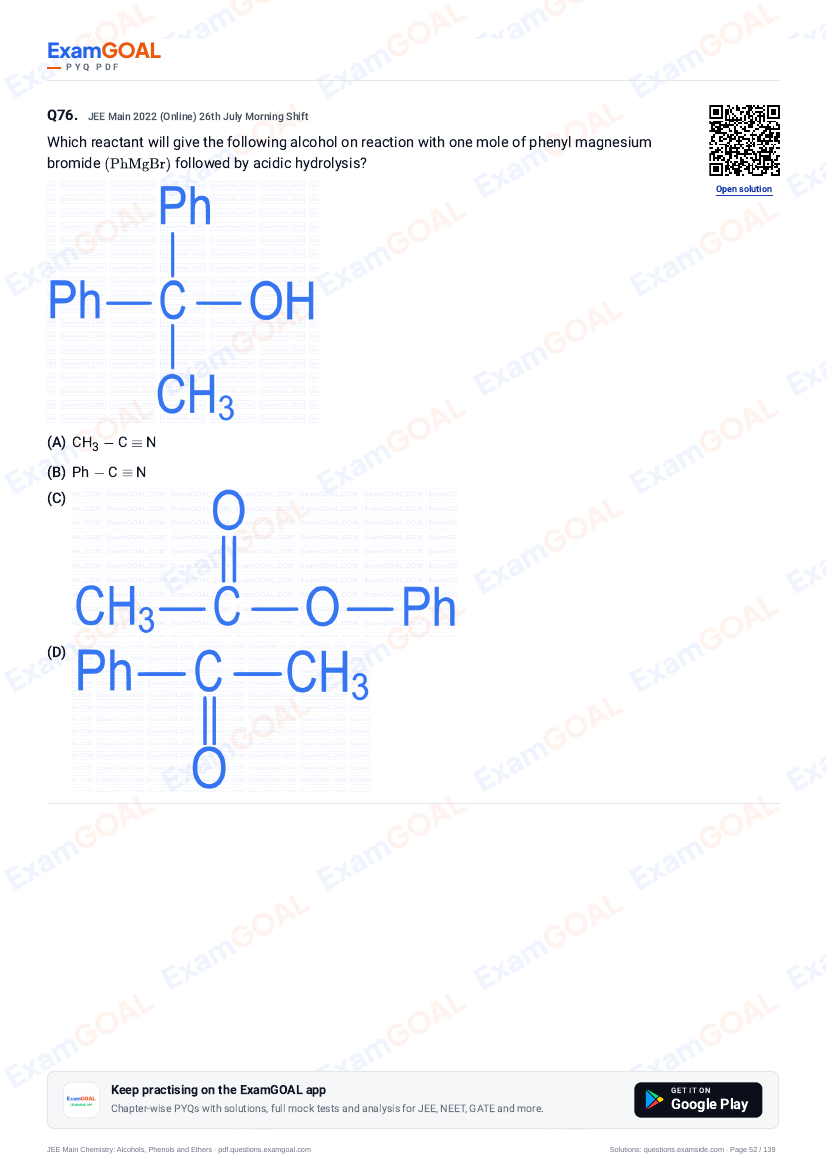 ExamGOAL
PYQ PDF
Q76. JEE Main 2022 (Online) 26th July Morning Shift
Which reactant will give the following alcohol on reaction with one mole of phenyl magnesium
bromide (PhMgBr) followed by acidic hydrolysis?
Open solution
Ph
Ph — C — OH
CH₃
(A) CH₃ – C ≡ N
(B) Ph – C ≡ N
(C)
O
CH₃ — C — O — Ph
(D)
Ph — C — CH₃
O
Keep practising on the ExamGOAL app
Chapter-wise PYQs with solutions, full mock tests and analysis for JEE, NEET, GATE and more.
GET IT ON
Google Play
JEE Main Chemistry: Alcohols, Phenols and Ethers · pdf.questions.examgoal.com
Solutions: questions.examside.com · Page 52 / 139